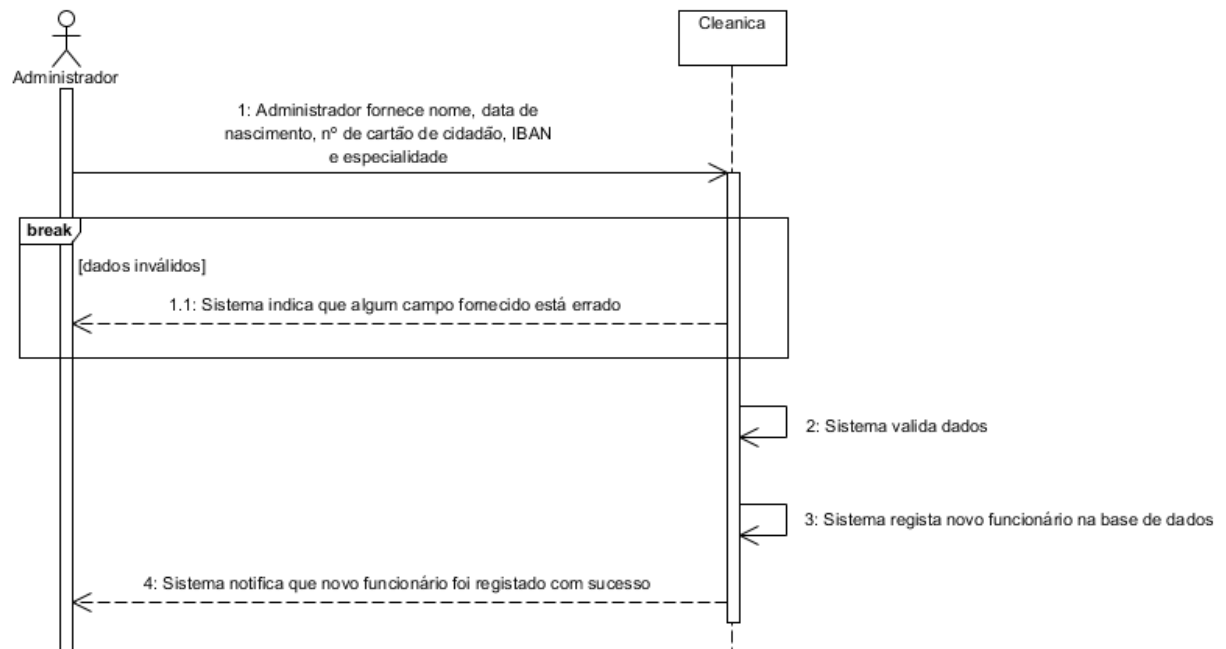 Cleanica
Administrador
1: Administrador fornece nome, data de
nascimento, nº de cartão de cidadão, IBAN
e especialidade
break
[dados inválidos]
1.1: Sistema indica que algum campo fornecido está errado
2: Sistema valida dados
3: Sistema regista novo funcionário na base de dados
4: Sistema notifica que novo funcionário foi registado com sucesso